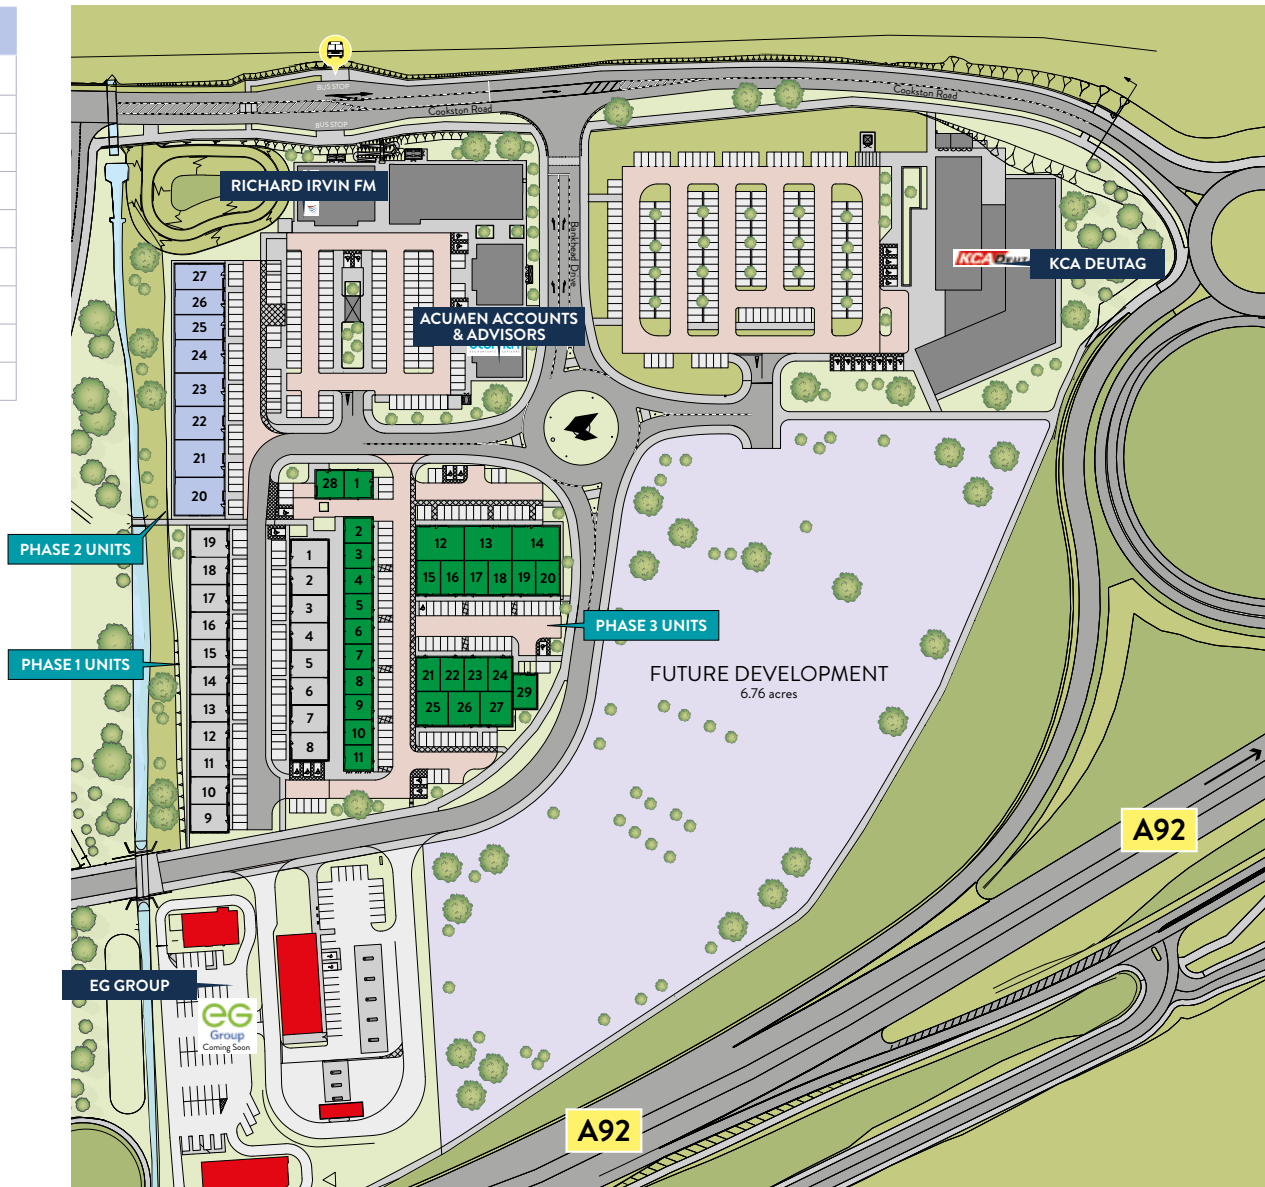 BUS STOP
BUS STOP
Cookston Road
Cookston Road
Bankhead Drive
RICHARD IRVIN FM
KCA DEUTAG
KCA
ACUMEN ACCOUNTS
& ADVISORS
27
26
25
24
23
22
21
20
PHASE 2 UNITS
19
18
17
16
15
14
13
12
11
10
9
PHASE 1 UNITS
1
2
3
4
5
6
7
8
28 1
2
3
4
5
6
7
8
9
10
11
12 13 14
15 16 17 18 19 20
PHASE 3 UNITS
21 22 23 24
29
25 26 27
FUTURE DEVELOPMENT
6.76 acres
A92
A92
EG GROUP
eG
Group
Coming Soon